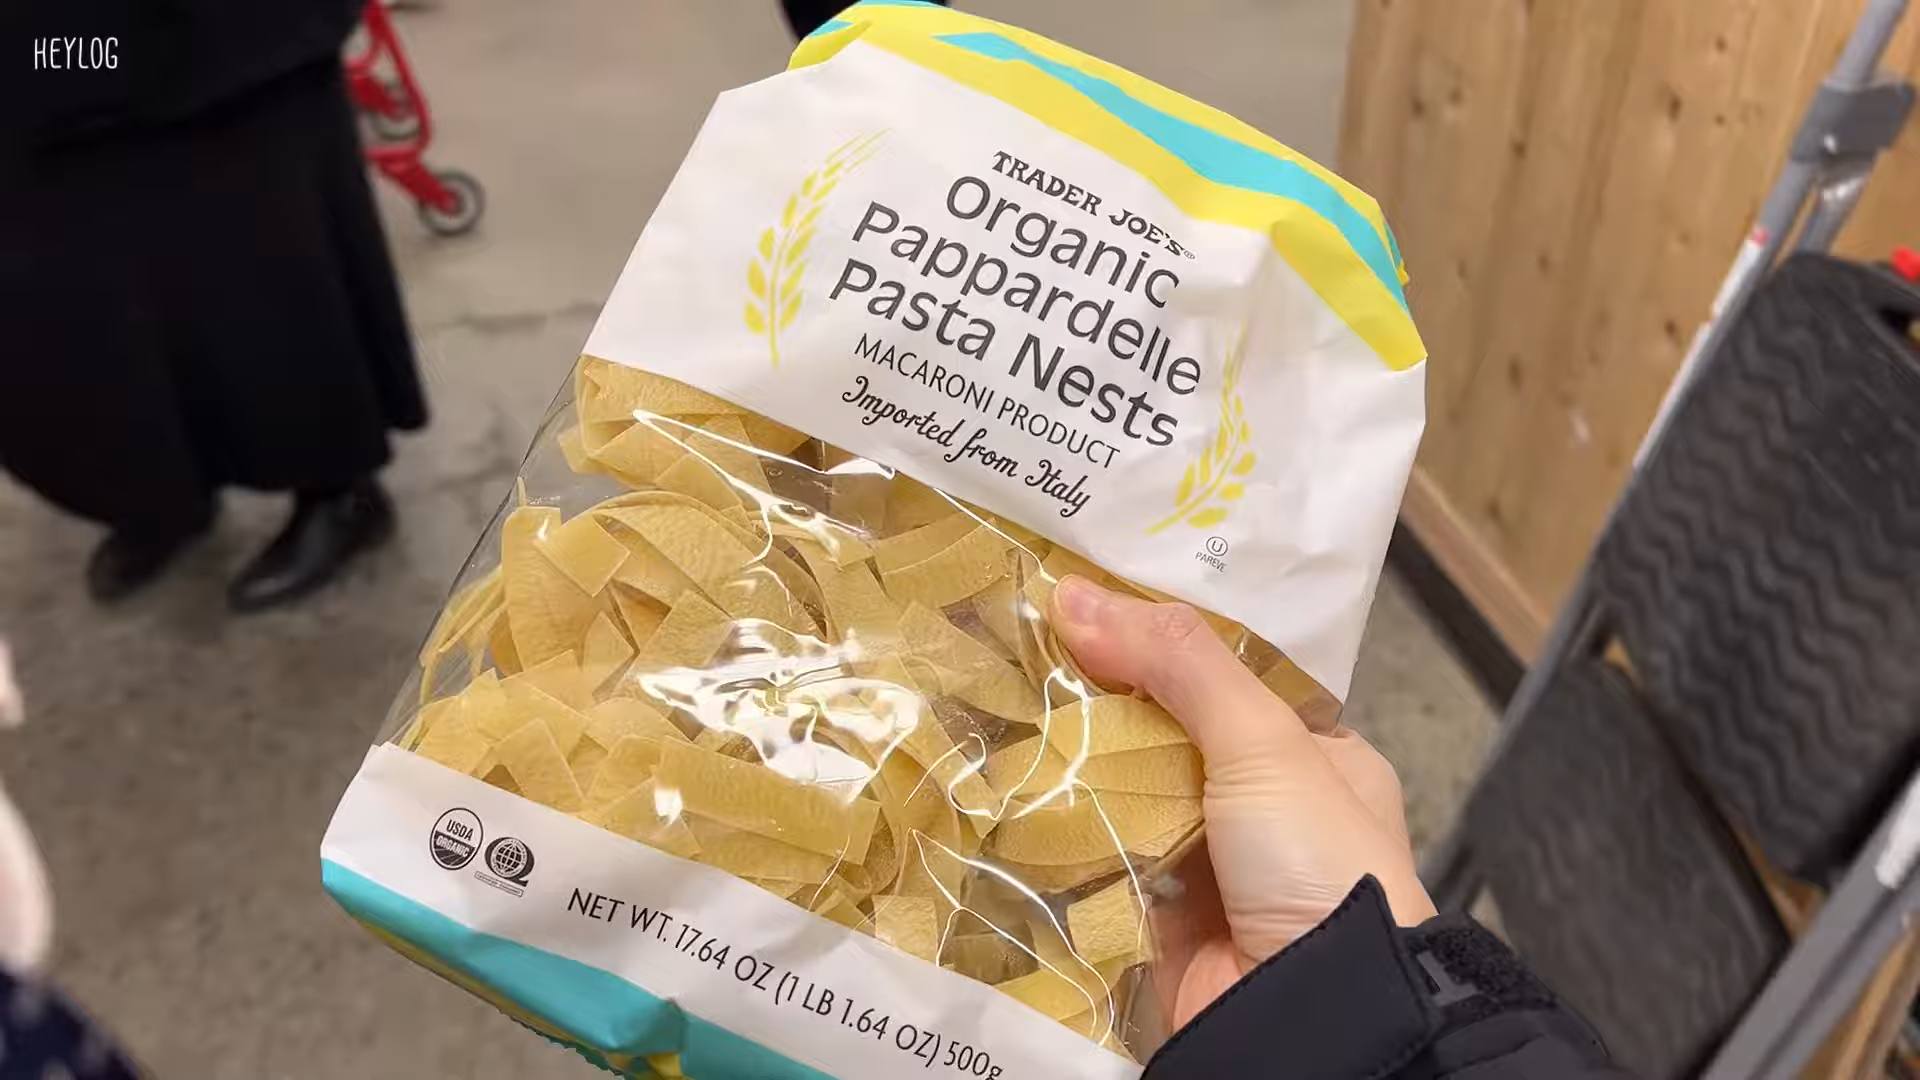 HEYLOG
TRADER JOE'S®
Organic
Pappardelle
Pasta Nests
MACARONI PRODUCT
Imported from Italy
U
PAREVE
USDA
ORGANIC
NET WT. 17.64 OZ (1 LB 1.64 OZ) 500g